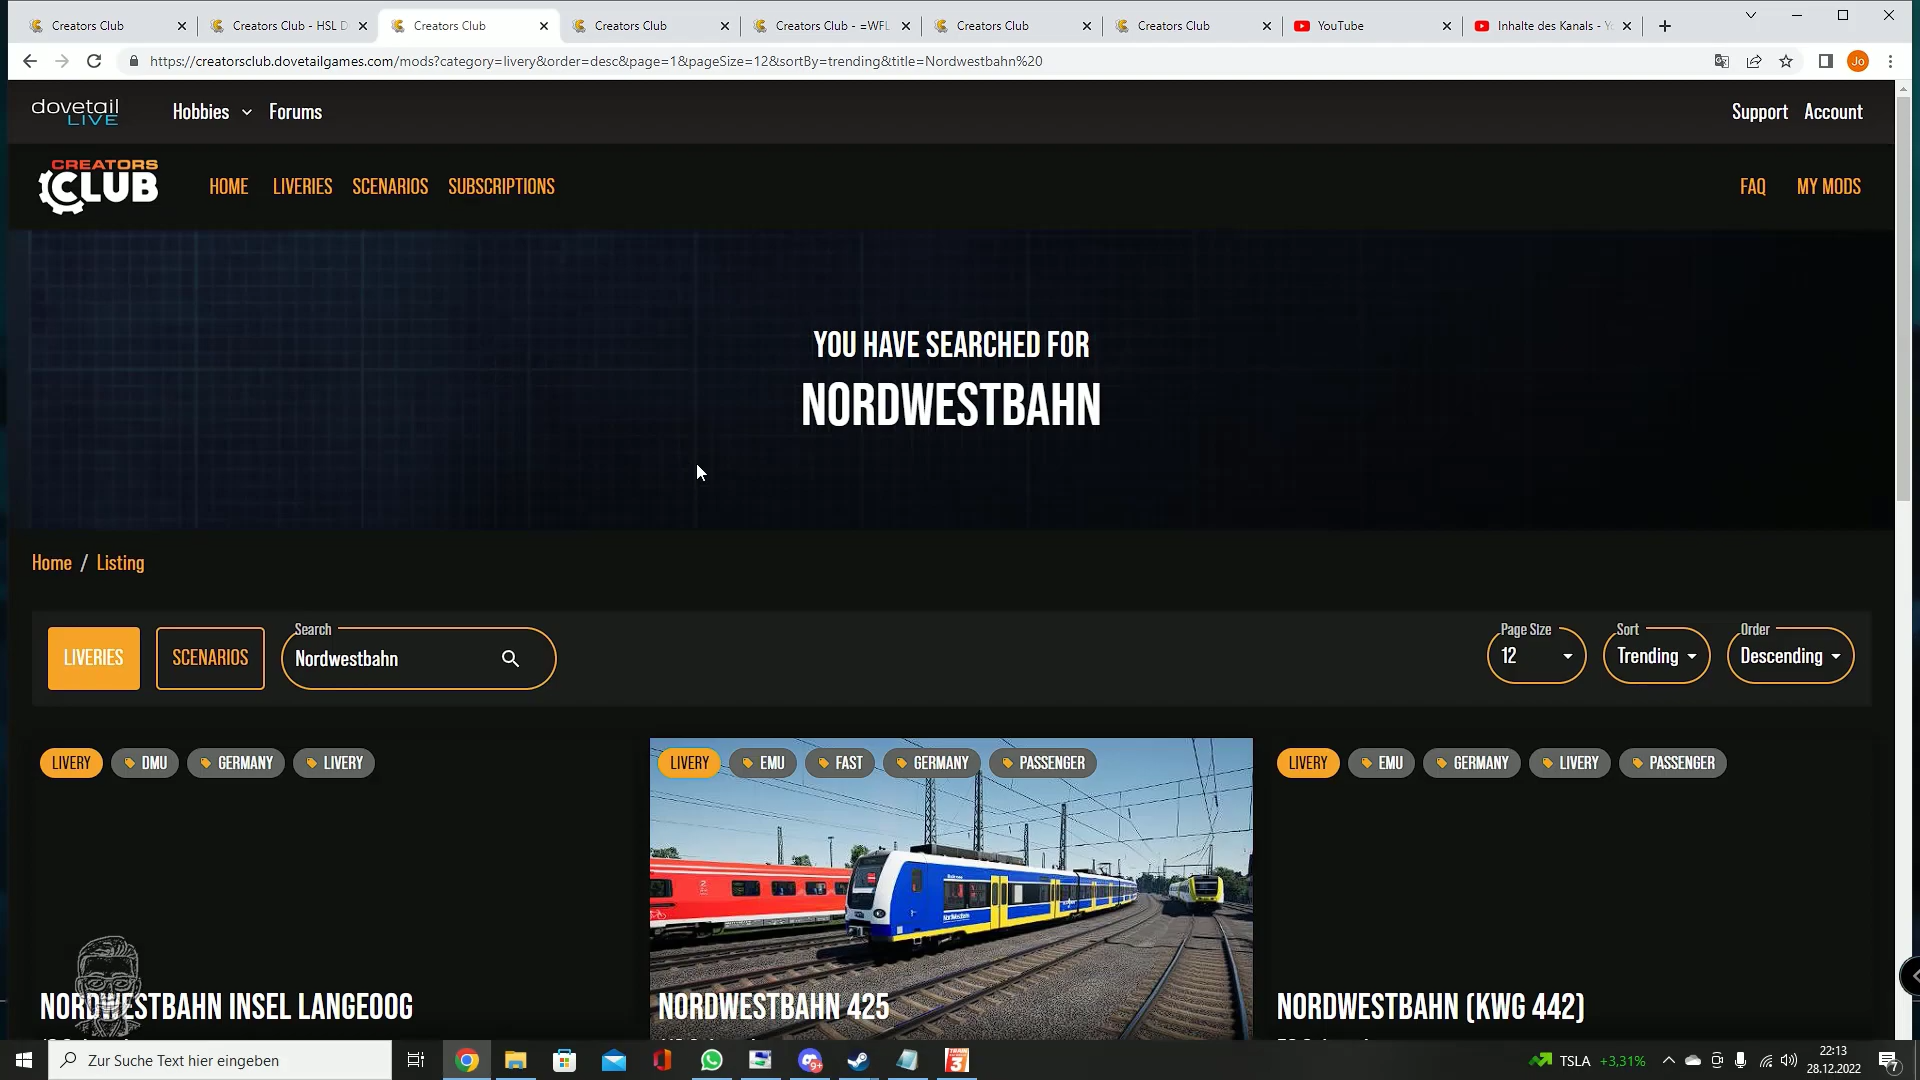 Creators Club
Creators Club - HSL D
Creators Club
Creators Club
Creators Club - =WFL
Creators Club
Creators Club
YouTube
Inhalte des Kanals - Yo
https://creatorsclub.dovetailgames.com/mods?category=livery&order=desc&page=1&pageSize=12&sortBy=trending&title=Nordwestbahn%20
Jo
dovetail
LIVE
Hobbies
Forums
Support
Account
CREATORS
CLUB
HOME
LIVERIES
SCENARIOS
SUBSCRIPTIONS
FAQ
MY MODS
YOU HAVE SEARCHED FOR
NORDWESTBAHN
Home / Listing
LIVERIES
SCENARIOS
Search
Nordwestbahn
Page Size
12
Sort
Trending
Order
Descending
LIVERY
DMU
GERMANY
LIVERY
LIVERY
EMU
FAST
GERMANY
PASSENGER
LIVERY
EMU
GERMANY
LIVERY
PASSENGER
NORDWESTBAHN INSEL LANGEOOG
NORDWESTBAHN 425
NORDWESTBAHN (KWG 442)
Zur Suche Text hier eingeben
9+
3
TSLA +3,31%
22:13
28.12.2022
7